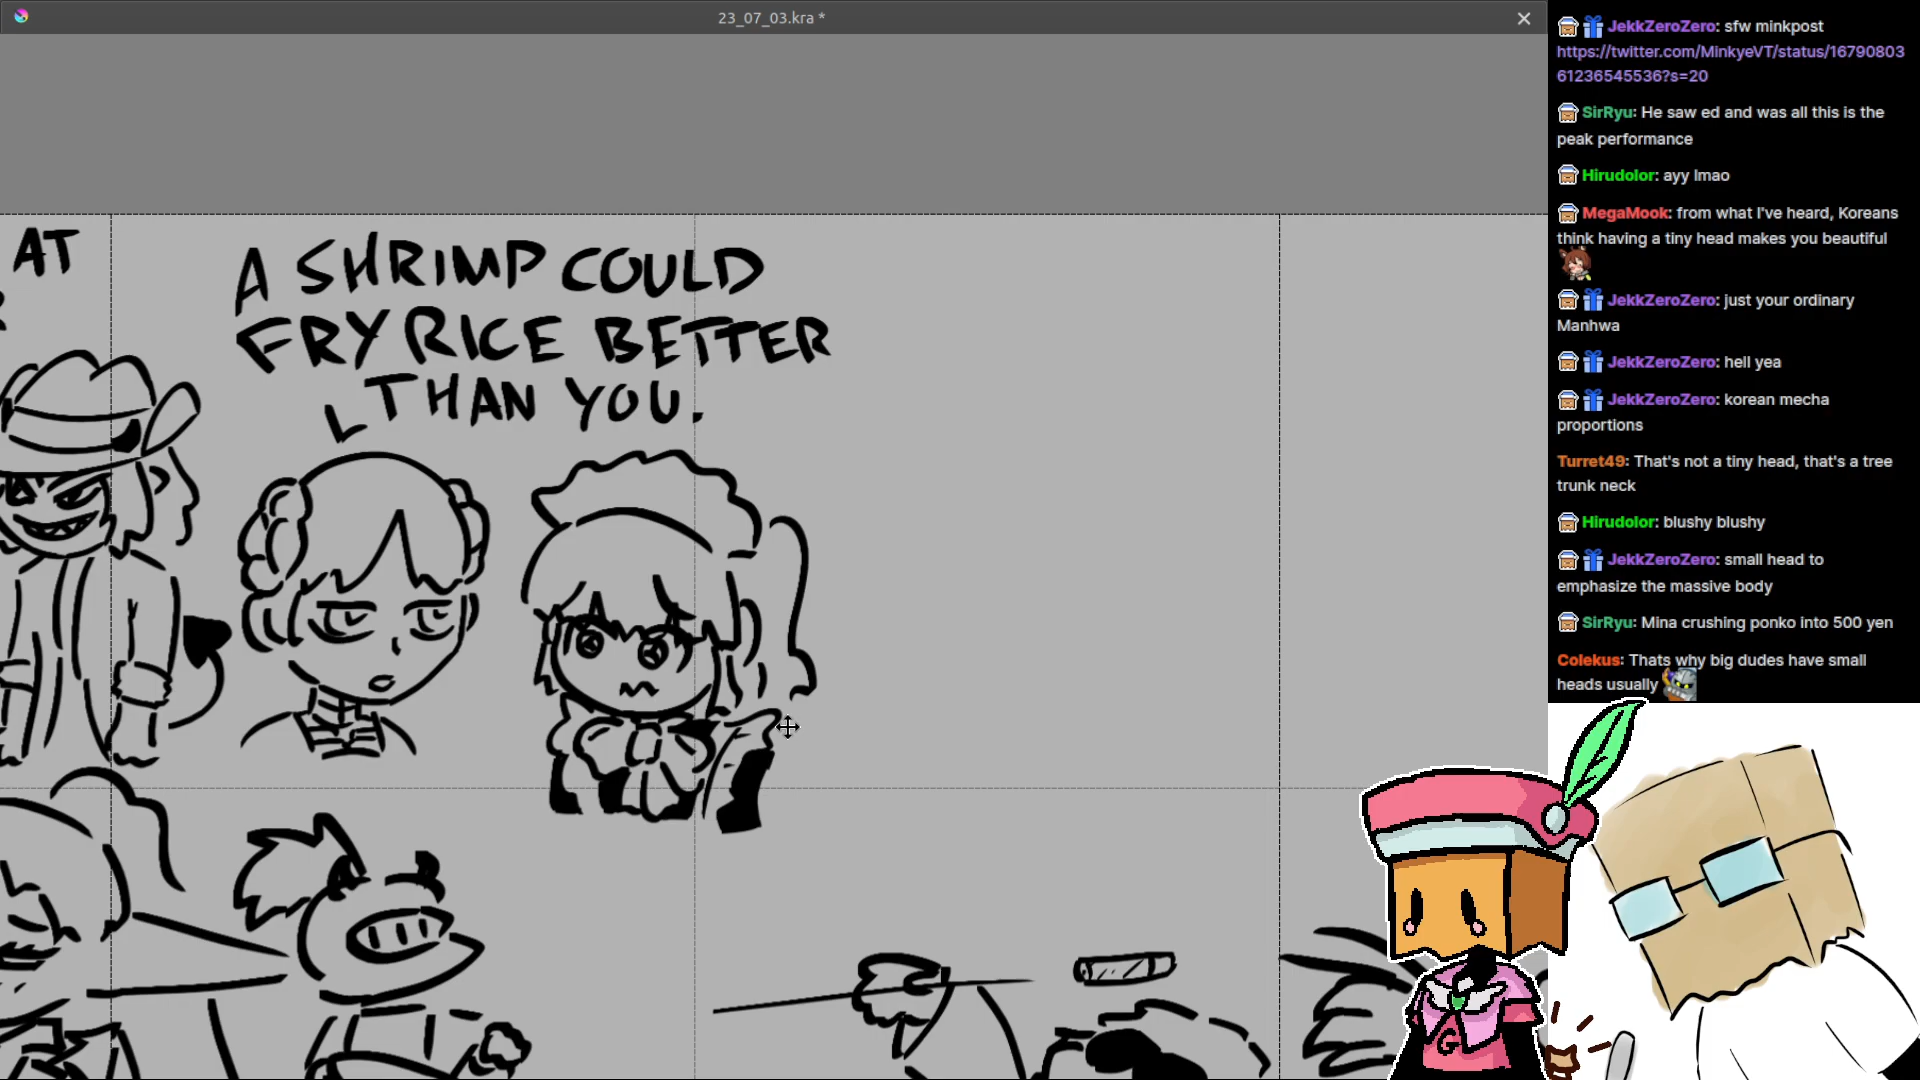 23_07_03.kra *
AT
A SHRIMP COULD
FRY RICE BETTER
THAN YOU.
JekkZeroZero: sfw minkpost
https://twitter.com/MinkyeVT/status/16790803
61236545536?s=20
SirRyu: He saw ed and was all this is the
peak performance
Hirudolor: ayy lmao
MegaMook: from what I've heard, Koreans
think having a tiny head makes you beautiful
JekkZeroZero: just your ordinary
Manhwa
JekkZeroZero: hell yea
JekkZeroZero: korean mecha
proportions
Turret49: That's not a tiny head, that's a tree
trunk neck
Hirudolor: blushy blushy
JekkZeroZero: small head to
emphasize the massive body
SirRyu: Mina crushing ponko into 500 yen
Colekus: Thats why big dudes have small
heads usually
G